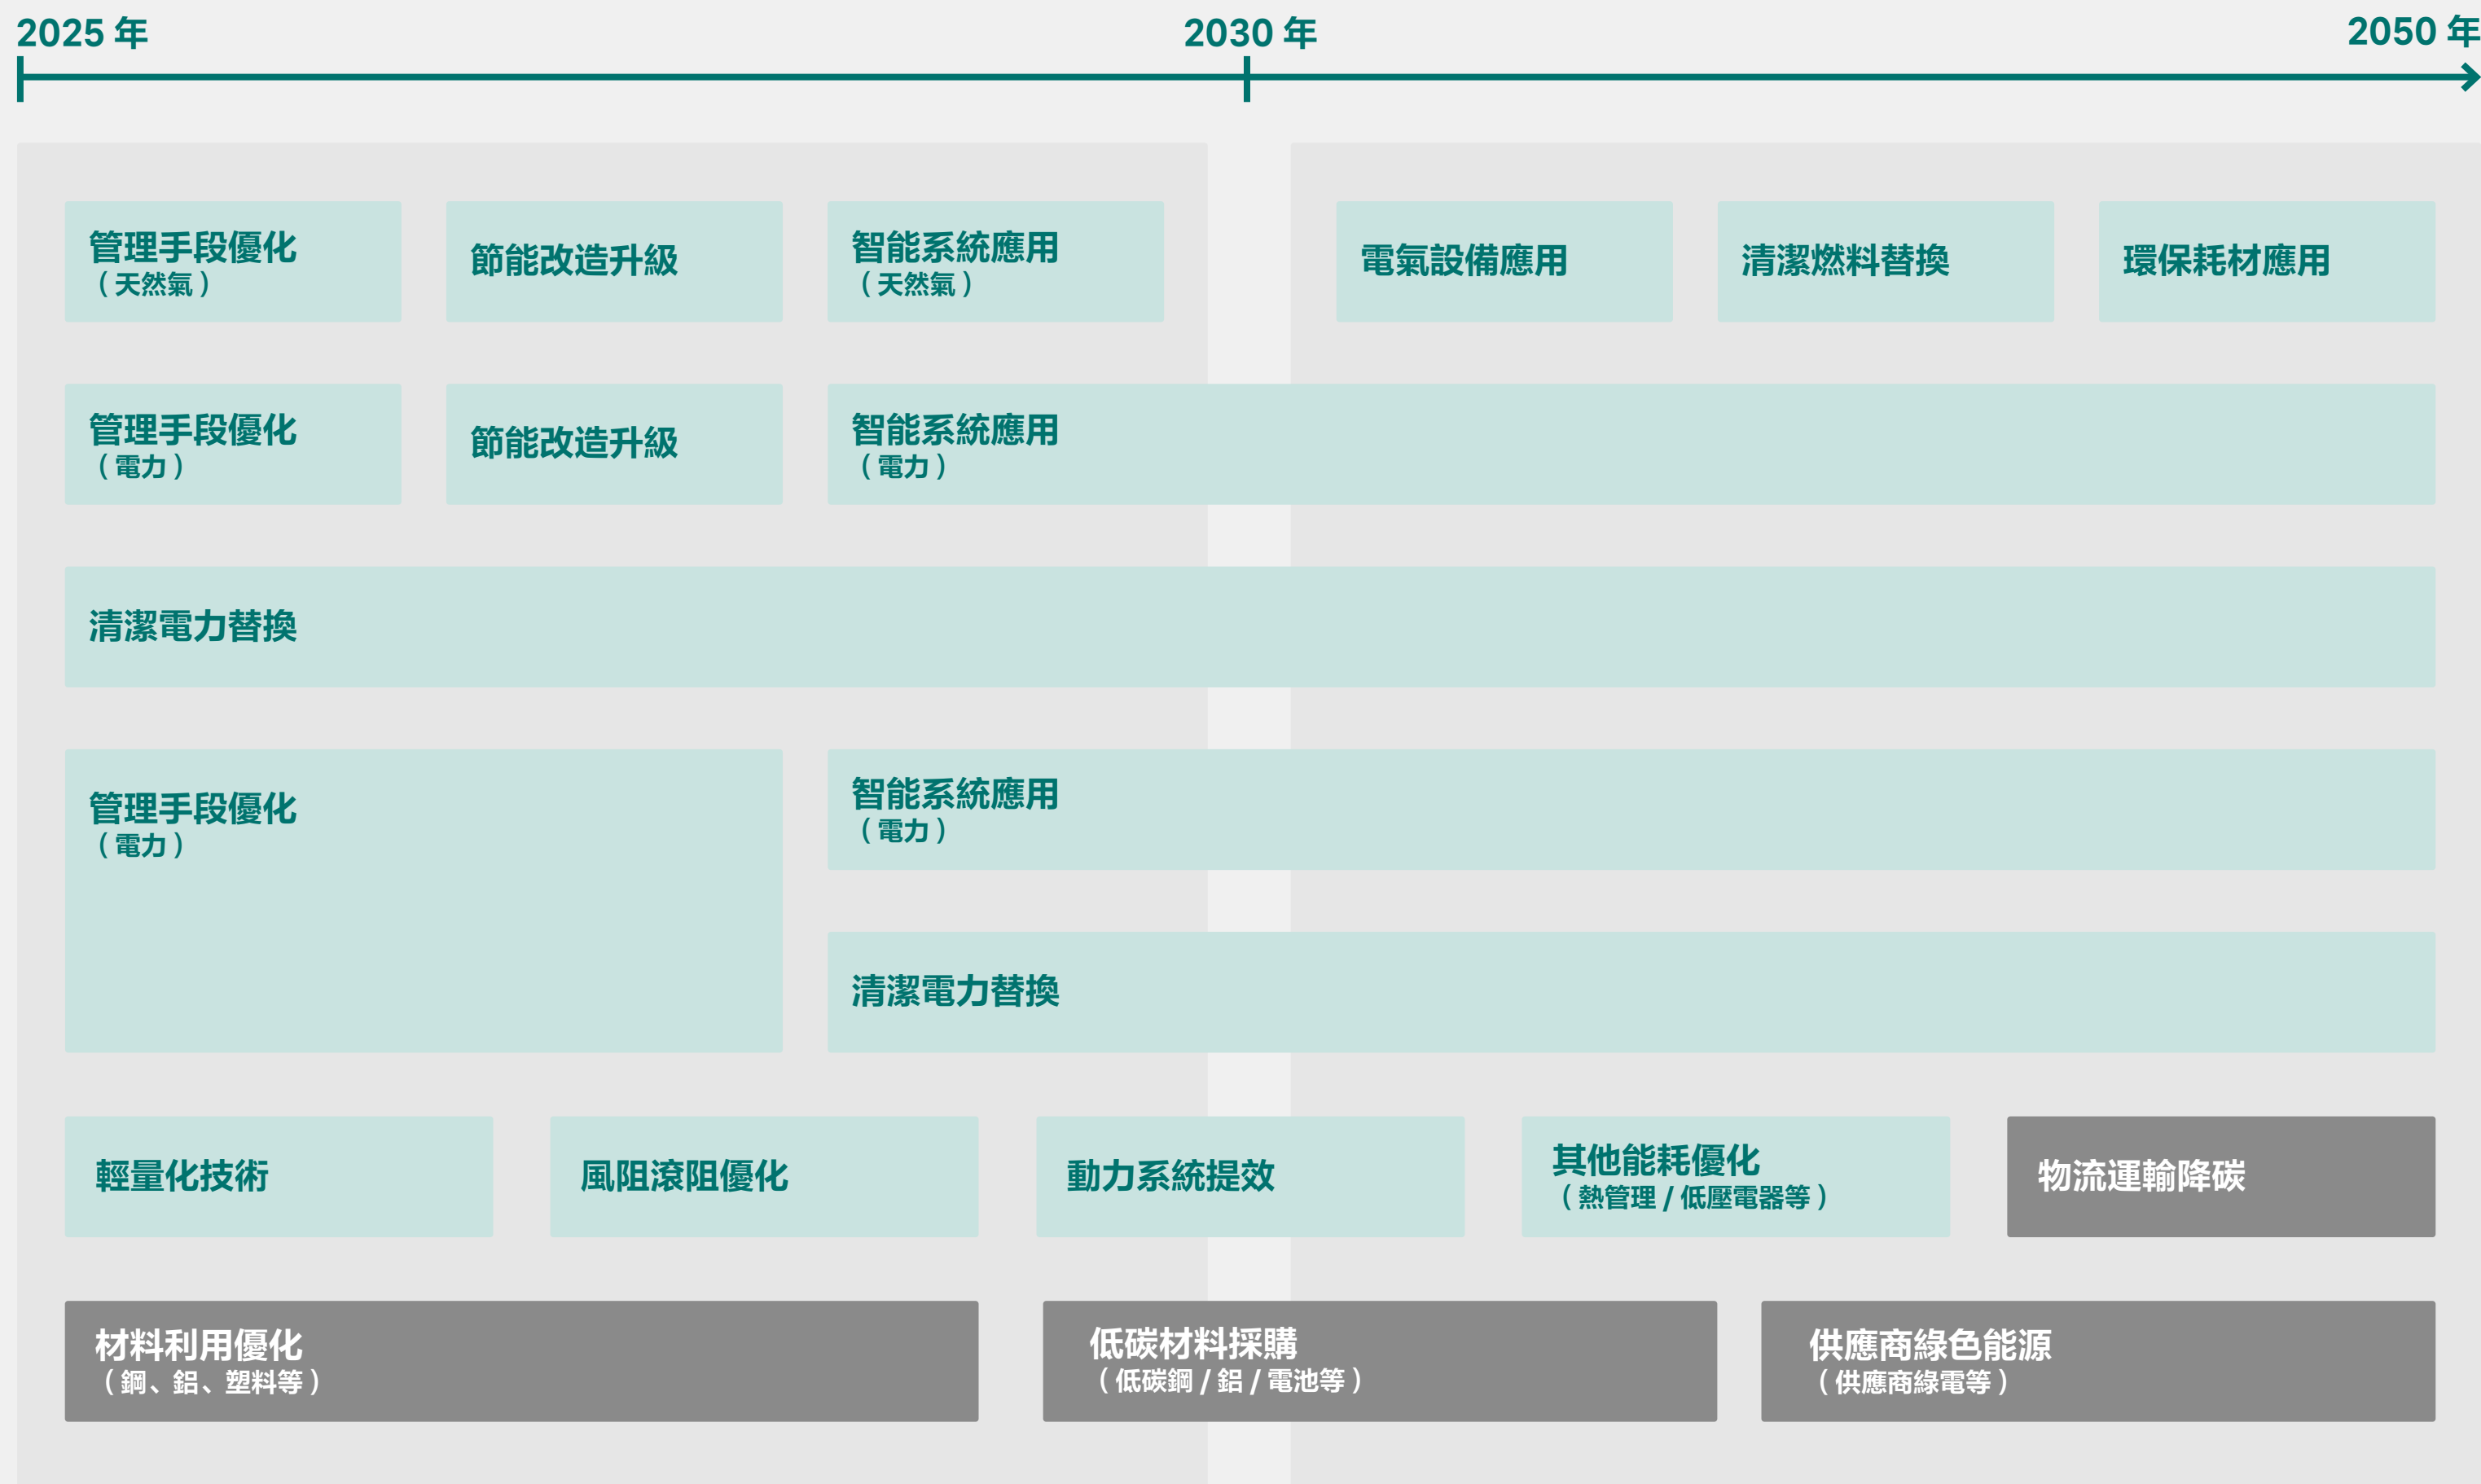 2025 年
2030 年
2050 年
管理手段優化
（天然氣）
節能改造升級
智能系統應用
（天然氣）
電氣設備應用
清潔燃料替換
環保耗材應用
管理手段優化
（電力）
節能改造升級
智能系統應用
（電力）
清潔電力替換
管理手段優化
（電力）
智能系統應用
（電力）
清潔電力替換
輕量化技術
風阻滾阻優化
動力系統提效
其他能耗優化
（熱管理 / 低壓電器等）
物流運輸降碳
材料利用優化
（鋼、鋁、塑料等）
低碳材料採購
（低碳鋼 / 鋁 / 電池等）
供應商綠色能源
（供應商綠電等）